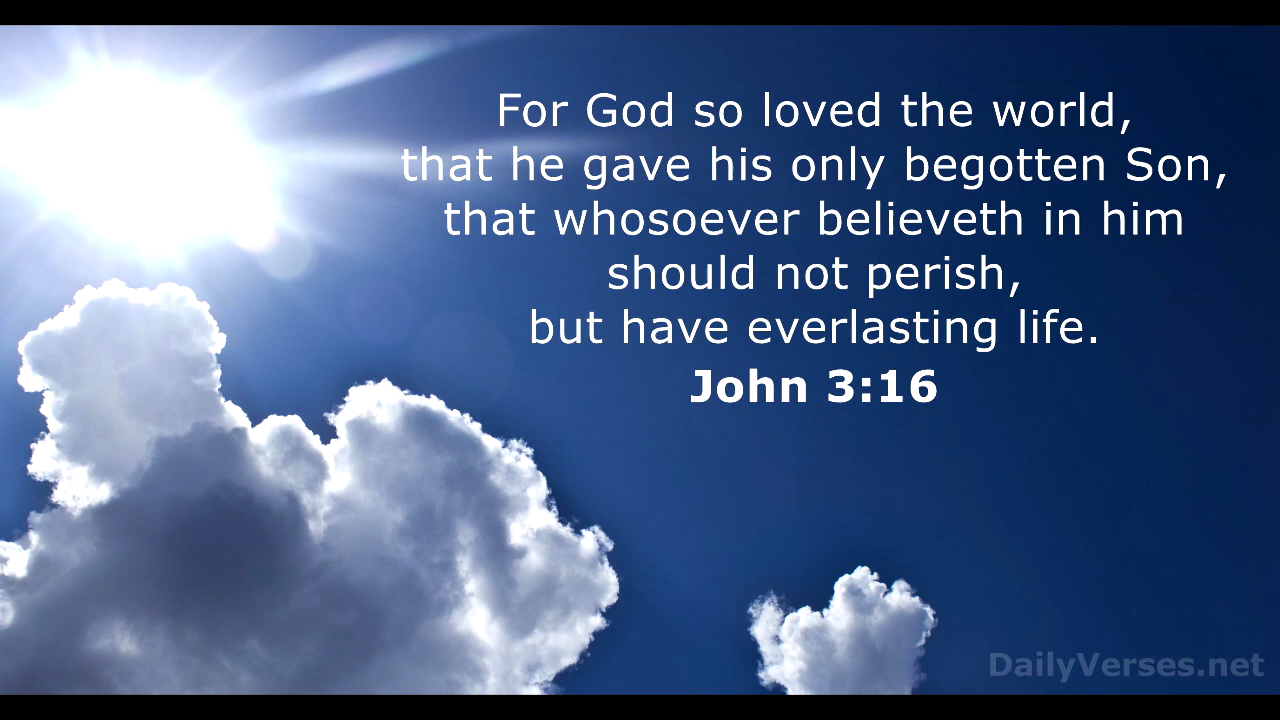 For God so loved the world,
that he gave his only begotten Son,
that whosoever believeth in him
should not perish,
but have everlasting life.
John 3:16
DailyVerses.net